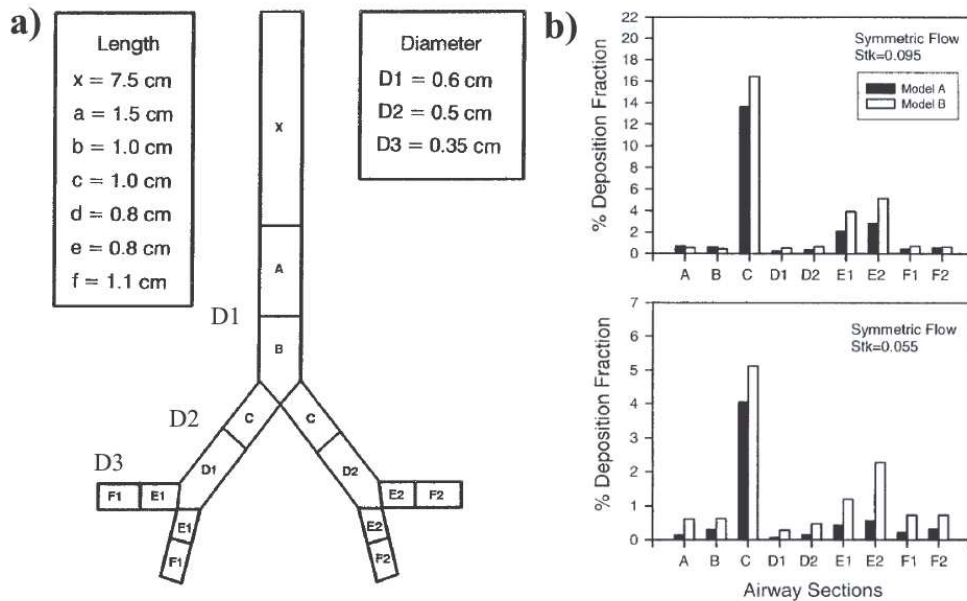 a)
Length
x = 7.5 cm
a = 1.5 cm
b = 1.0 cm
c = 1.0 cm
d = 0.8 cm
e = 0.8 cm
f = 1.1 cm
Diameter
D1 = 0.6 cm
D2 = 0.5 cm
D3 = 0.35 cm
X
A
D1
B
D2
C
C
D3
D1
D2
F1
E1
E2
F2
E1
E2
F1
F2
b)
% Deposition Fraction
22
20
18
16
14
12
10
8
6
4
2
0
Symmetric Flow
Stk=0.095
Model A
Model B
A B C D1 D2 E1 E2 F1 F2
% Deposition Fraction
7
6
5
4
3
2
1
0
Symmetric Flow
Stk=0.055
A B C D1 D2 E1 E2 F1 F2
Airway Sections